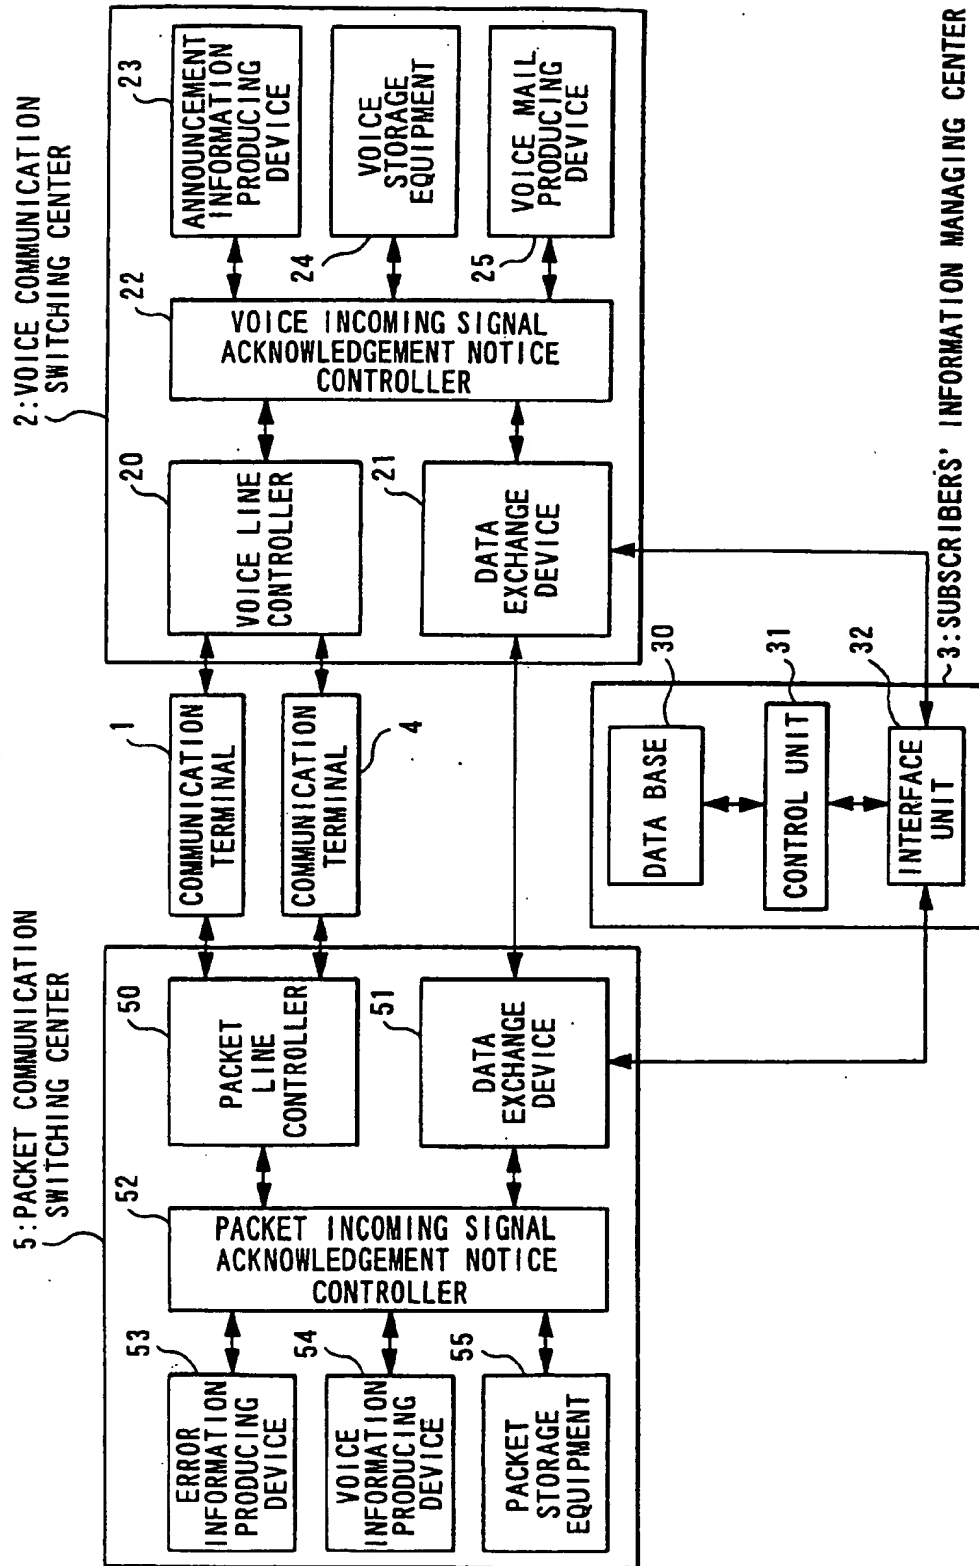 5:PACKET COMMUNICATION
SWITCHING CENTER
53
ERROR
INFORMATION
PRODUCING
DEVICE
54
VOICE
INFORMATION
PRODUCING
DEVICE
55
PACKET
STORAGE
EQUIPMENT
52
PACKET INCOMING SIGNAL
ACKNOWLEDGEMENT NOTICE
CONTROLLER
50
PACKET
LINE
CONTROLLER
51
DATA
EXCHANGE
DEVICE
1
COMMUNICATION
TERMINAL
COMMUNICATION
TERMINAL
4
2:VOICE COMMUNICATION
SWITCHING CENTER
20
VOICE LINE
CONTROLLER
21
DATA
EXCHANGE
DEVICE
22
VOICE INCOMING SIGNAL
ACKNOWLEDGEMENT NOTICE
CONTROLLER
23
ANNOUNCEMENT
INFORMATION
PRODUCING
DEVICE
24
VOICE
STORAGE
EQUIPMENT
25
VOICE MAIL
PRODUCING
DEVICE
30
DATA BASE
31
CONTROL UNIT
32
INTERFACE
UNIT
3:SUBSCRIBERS' INFORMATION MANAGING CENTER